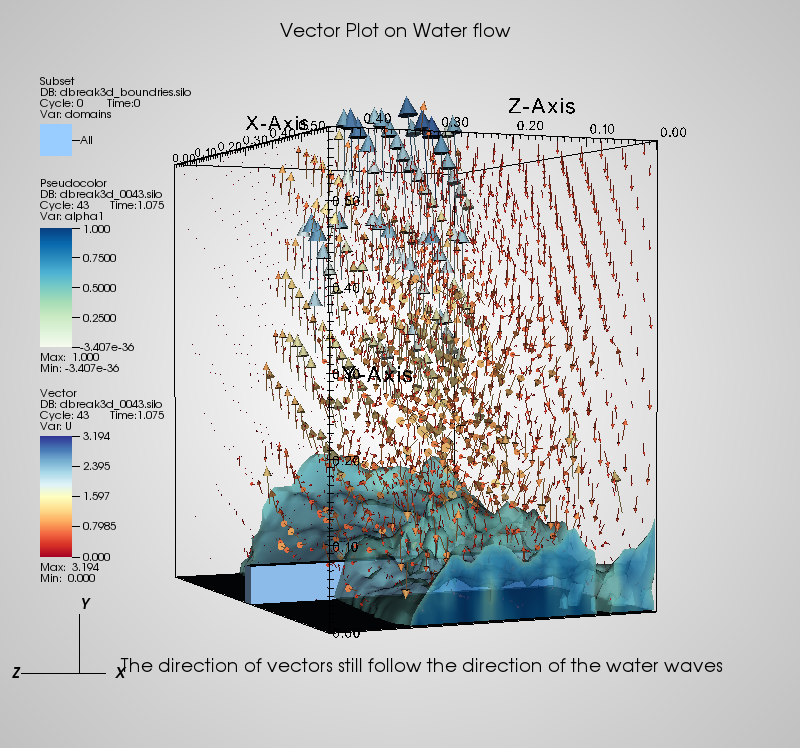 Vector Plot on Water flow
Subset
DB: dbreak3d_boundries.silo
Cycle: 0 Time:0
Var: domains
All
Pseudocolor
DB: dbreak3d_0043.silo
Cycle: 43 Time:1.075
Var: alpha1
1.000
0.7500
0.5000
0.2500
-3.407e-36
Max: 1.000
Min: -3.407e-36
Vector
DB: dbreak3d_0043.silo
Cycle: 43 Time:1.075
Var: U
3.194
2.395
1.597
0.7985
0.000
Max: 3.194
Min: 0.000
X-Axis
0.00 0.10 0.20 0.30 0.40 0.50
Z-Axis
0.40 0.30 0.20 0.10 0.00
0.50
0.40
Y-Axis
0.20
0.10
0.00
Y
Z X
The direction of vectors still follow the direction of the water waves